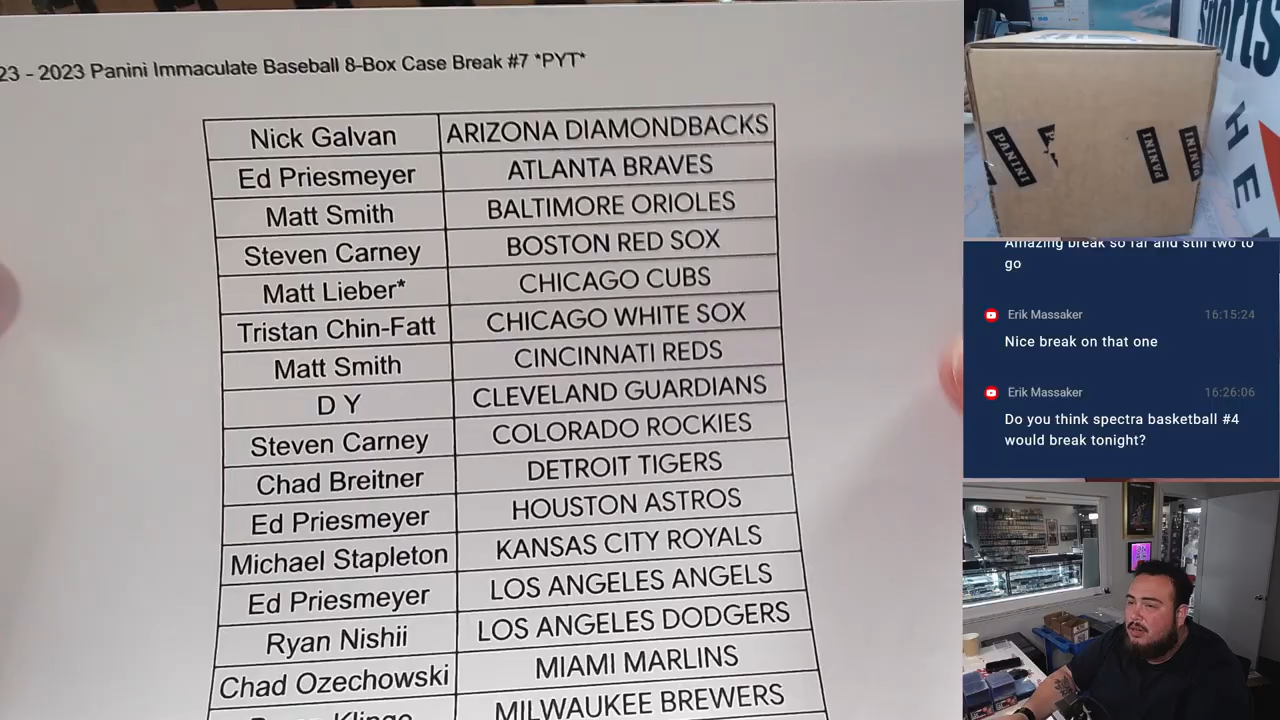 23 - 2023 Panini Immaculate Baseball 8-Box Case Break #7 *PYT*
Nick Galvan ARIZONA DIAMONDBACKS
Ed Priesmeyer ATLANTA BRAVES
Matt Smith BALTIMORE ORIOLES
Steven Carney BOSTON RED SOX
Matt Lieber* CHICAGO CUBS
Tristan Chin-Fatt CHICAGO WHITE SOX
Matt Smith CINCINNATI REDS
D Y CLEVELAND GUARDIANS
Steven Carney COLORADO ROCKIES
Chad Breitner DETROIT TIGERS
Ed Priesmeyer HOUSTON ASTROS
Michael Stapleton KANSAS CITY ROYALS
Ed Priesmeyer LOS ANGELES ANGELS
Ryan Nishii LOS ANGELES DODGERS
Chad Ozechowski MIAMI MARLINS
MILWAUKEE BREWERS
sports
HE
PANINI
PANINI
PANINI
Amazing break so far and still two to
go
Erik Massaker 16:15:24
Nice break on that one
Erik Massaker 16:26:06
Do you think spectra basketball #4
would break tonight?